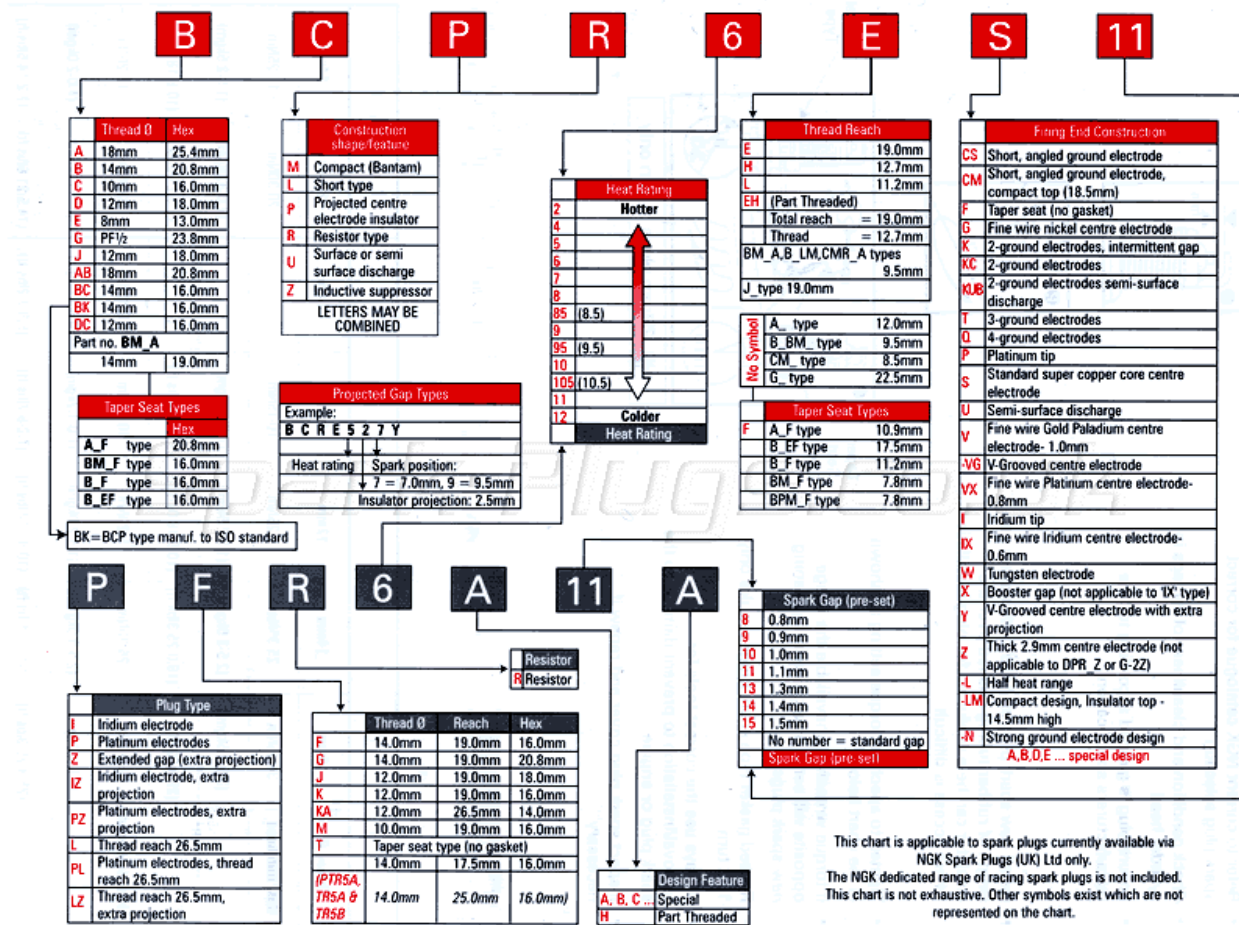 B C P R 6 E S 11
Thread Ø Hex
A 18mm 25.4mm
B 14mm 20.8mm
C 10mm 16.0mm
D 12mm 18.0mm
E 8mm 13.0mm
G PF½ 23.8mm
J 12mm 18.0mm
AB 18mm 20.8mm
BC 14mm 16.0mm
BK 14mm 16.0mm
DC 12mm 16.0mm
Part no. BM_A
14mm 19.0mm
Taper Seat Types
Hex
A_F type 20.8mm
BM_F type 16.0mm
B_F type 16.0mm
B_EF type 16.0mm
BK=BCP type manuf. to ISO standard
Construction
shape/feature
M Compact (Bantam)
L Short type
P Projected centre
electrode insulator
R Resistor type
U Surface or semi
surface discharge
Z Inductive suppressor
LETTERS MAY BE
COMBINED
Projected Gap Types
Example:
B C R E 5 2 7 Y
Heat rating Spark position:
7 = 7.0mm, 9 = 9.5mm
Insulator projection: 2.5mm
Heat Rating
2 Hotter
4
5
6
7
8
85 (8.5)
9
95 (9.5)
10
105 (10.5)
11
12 Colder
Heat Rating
Thread Reach
E 19.0mm
H 12.7mm
L 11.2mm
EH (Part Threaded)
Total reach = 19.0mm
Thread = 12.7mm
BM_A,B_LM,CMR_A types
9.5mm
J_type 19.0mm
No Symbol
A_ type 12.0mm
B_BM_ type 9.5mm
CM_ type 8.5mm
G_ type 22.5mm
Taper Seat Types
F A_F type 10.9mm
B_EF type 17.5mm
B_F type 11.2mm
BM_F type 7.8mm
BPM_F type 7.8mm
Firing End Construction
CS Short, angled ground electrode
CM Short, angled ground electrode,
compact top (18.5mm)
F Taper seat (no gasket)
G Fine wire nickel centre electrode
K 2-ground electrodes, intermittent gap
KC 2-ground electrodes
KUB 2-ground electrodes semi-surface
discharge
T 3-ground electrodes
Q 4-ground electrodes
P Platinum tip
S Standard super copper core centre
electrode
U Semi-surface discharge
V Fine wire Gold Paladium centre
electrode- 1.0mm
-VG V-Grooved centre electrode
VX Fine wire Platinum centre electrode-
0.8mm
I Iridium tip
IX Fine wire Iridium centre electrode-
0.6mm
W Tungsten electrode
X Booster gap (not applicable to 'IX' type)
Y V-Grooved centre electrode with extra
projection
Z Thick 2.9mm centre electrode (not
applicable to DPR_Z or G-2Z)
-L Half heat range
-LM Compact design, Insulator top -
14.5mm high
-N Strong ground electrode design
A,B,D,E ... special design
SparkPlugs.co.uk
P F R 6 A 11 A
Plug Type
I Iridium electrode
P Platinum electrodes
Z Extended gap (extra projection)
IZ Iridium electrode, extra
projection
PZ Platinum electrodes, extra
projection
L Thread reach 26.5mm
PL Platinum electrodes, thread
reach 26.5mm
LZ Thread reach 26.5mm,
extra projection
Resistor
R Resistor
Thread Ø Reach Hex
F 14.0mm 19.0mm 16.0mm
G 14.0mm 19.0mm 20.8mm
J 12.0mm 19.0mm 18.0mm
K 12.0mm 19.0mm 16.0mm
KA 12.0mm 26.5mm 14.0mm
M 10.0mm 19.0mm 16.0mm
T Taper seat type (no gasket)
14.0mm 17.5mm 16.0mm
(PTR5A,
TR5A & 14.0mm 25.0mm 16.0mm)
TR5B
Design Feature
A, B, C ... Special
H Part Threaded
Spark Gap (pre-set)
8 0.8mm
9 0.9mm
10 1.0mm
11 1.1mm
13 1.3mm
14 1.4mm
15 1.5mm
No number = standard gap
Spark Gap (pre-set)
This chart is applicable to spark plugs currently available via
NGK Spark Plugs (UK) Ltd only.
The NGK dedicated range of racing spark plugs is not included.
This chart is not exhaustive. Other symbols exist which are not
represented on the chart.